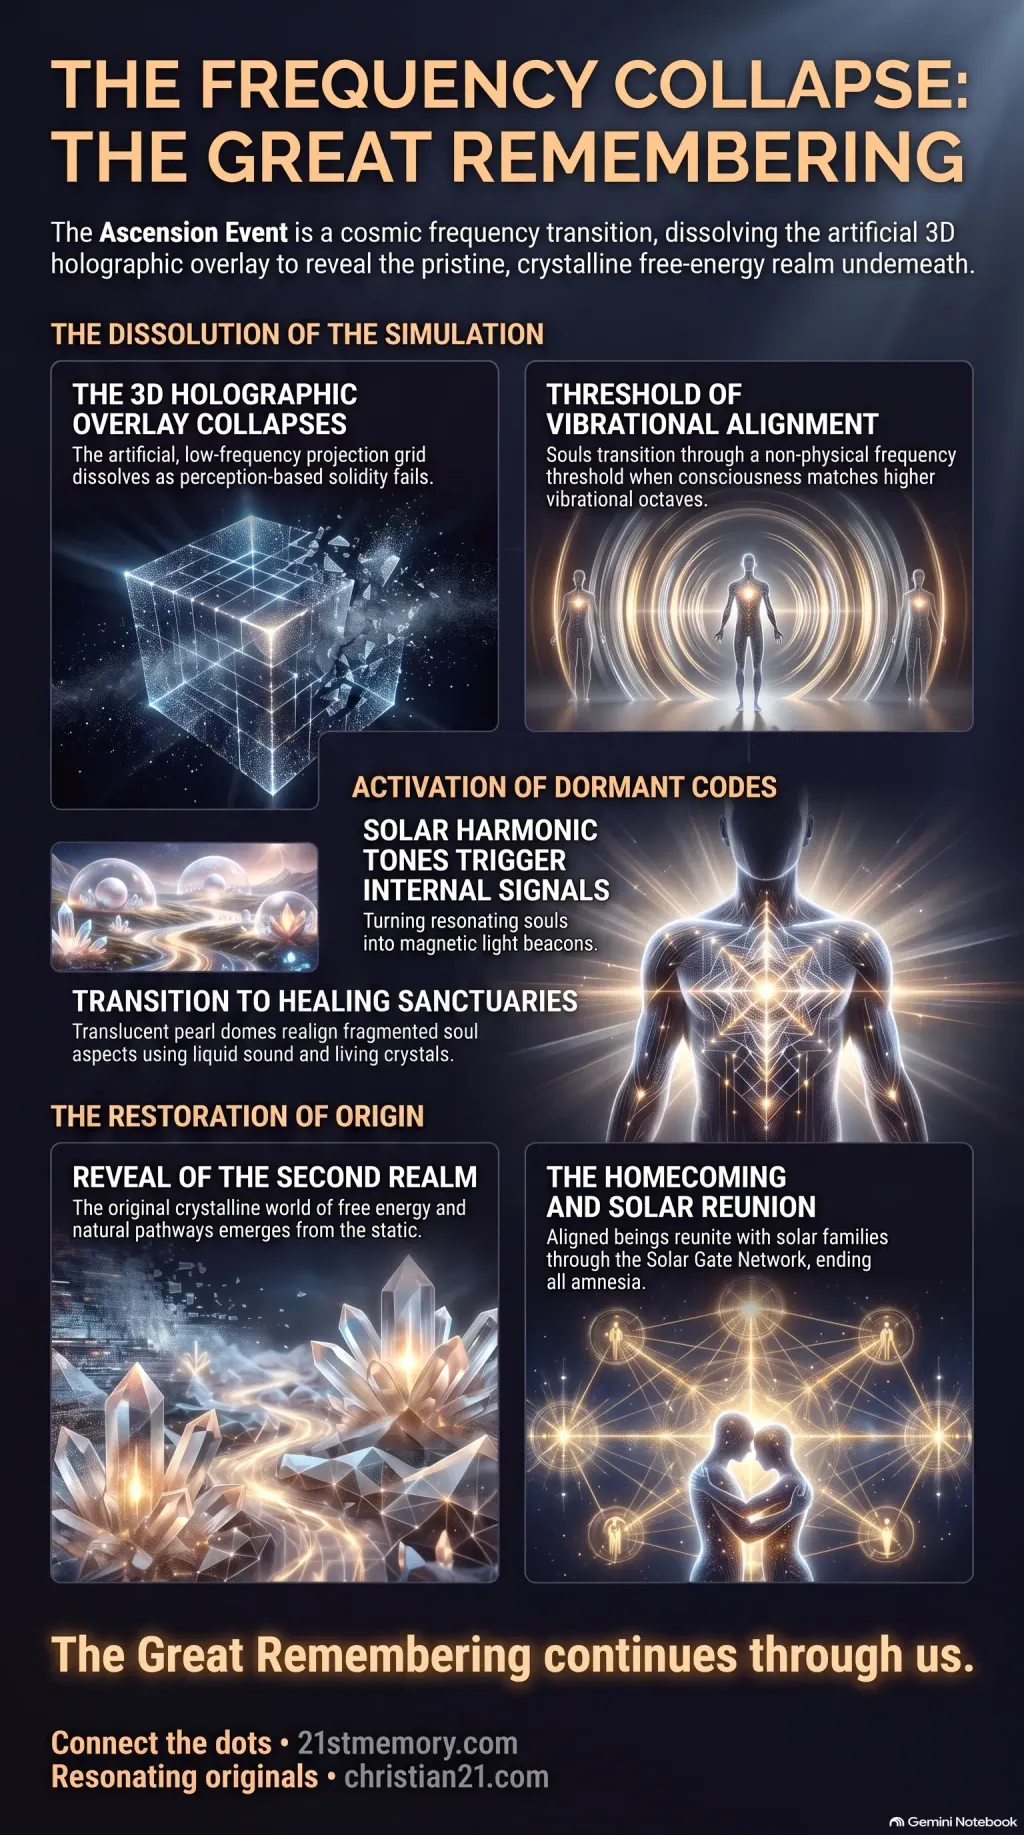 THE FREQUENCY COLLAPSE:
THE GREAT REMEMBERING
The Ascension Event is a cosmic frequency transition, dissolving the artificial 3D
holographic overlay to reveal the pristine, crystalline free-energy realm underneath.
THE DISSOLUTION OF THE SIMULATION
THE 3D HOLOGRAPHIC
OVERLAY COLLAPSES
The artificial, low-frequency projection grid
dissolves as perception-based solidity fails.
THRESHOLD OF
VIBRATIONAL ALIGNMENT
Souls transition through a non-physical frequency
threshold when consciousness matches higher
vibrational octaves.
ACTIVATION OF DORMANT CODES
SOLAR HARMONIC
TONES TRIGGER
INTERNAL SIGNALS
Turning resonating souls
into magnetic light beacons.
TRANSITION TO HEALING SANCTUARIES
Translucent pearl domes realign fragmented soul
aspects using liquid sound and living crystals.
THE RESTORATION OF ORIGIN
REVEAL OF THE SECOND REALM
The original crystalline world of free energy and
natural pathways emerges from the static.
THE HOMECOMING
AND SOLAR REUNION
Aligned beings reunite with solar families
through the Solar Gate Network, ending
all amnesia.
The Great Remembering continues through us.
Connect the dots • 21stmemory.com
Resonating originals • christian21.com
Gemini Notebook